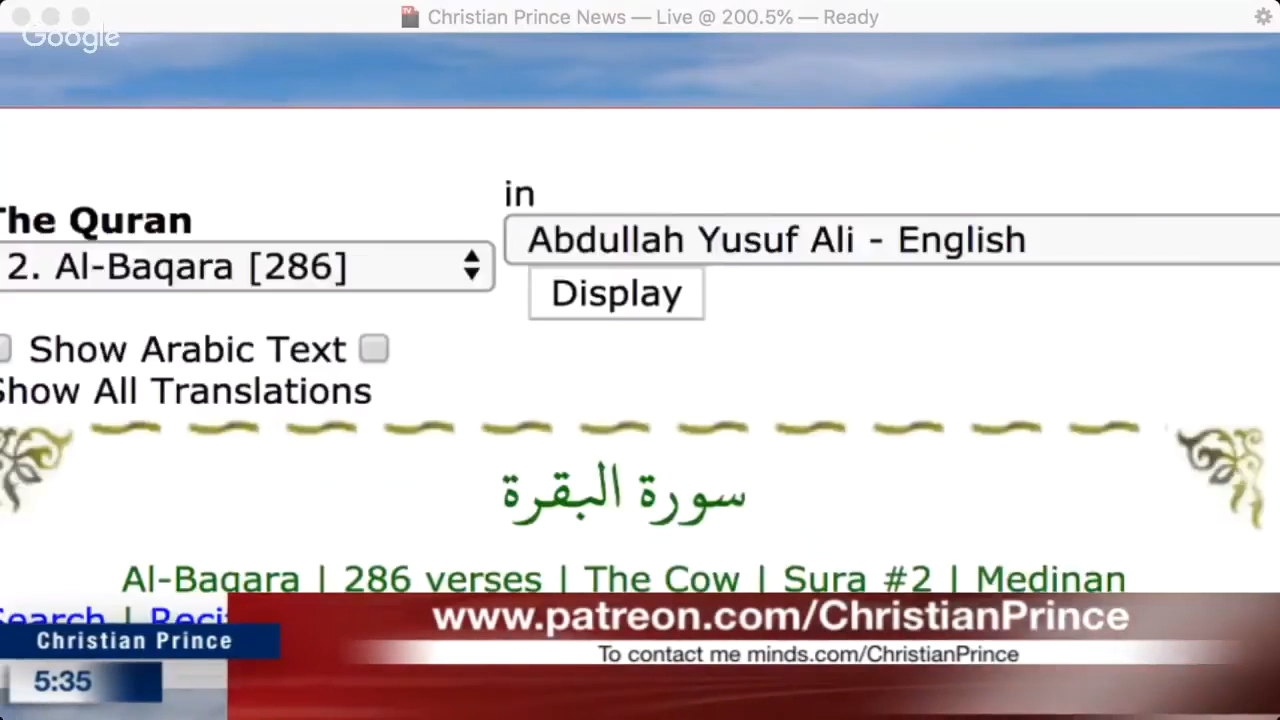 Christian Prince News — Live @ 200.5% — Ready
Google
in
The Quran
Abdullah Yusuf Ali - English
2. Al-Baqara [286]
Display
Show Arabic Text
Show All Translations
سورة البقرة
Al-Baqara | 286 verses | The Cow | Sura #2 | Medinan
Search | Reci
www.patreon.com/ChristianPrince
Christian Prince
To contact me minds.com/ChristianPrince
5:35